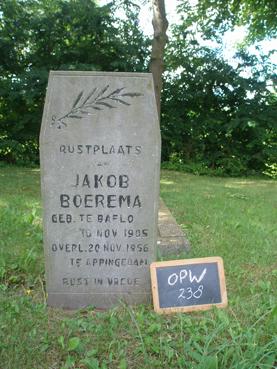 RUSTPLAATS
VAN
JAKOB
BOEREMA
GEB. TE BAFLO
10 NOV 1905
OVERL. 20 NOV. 1956
TE APPINGEDAM
RUST IN VREDE
OPW
238